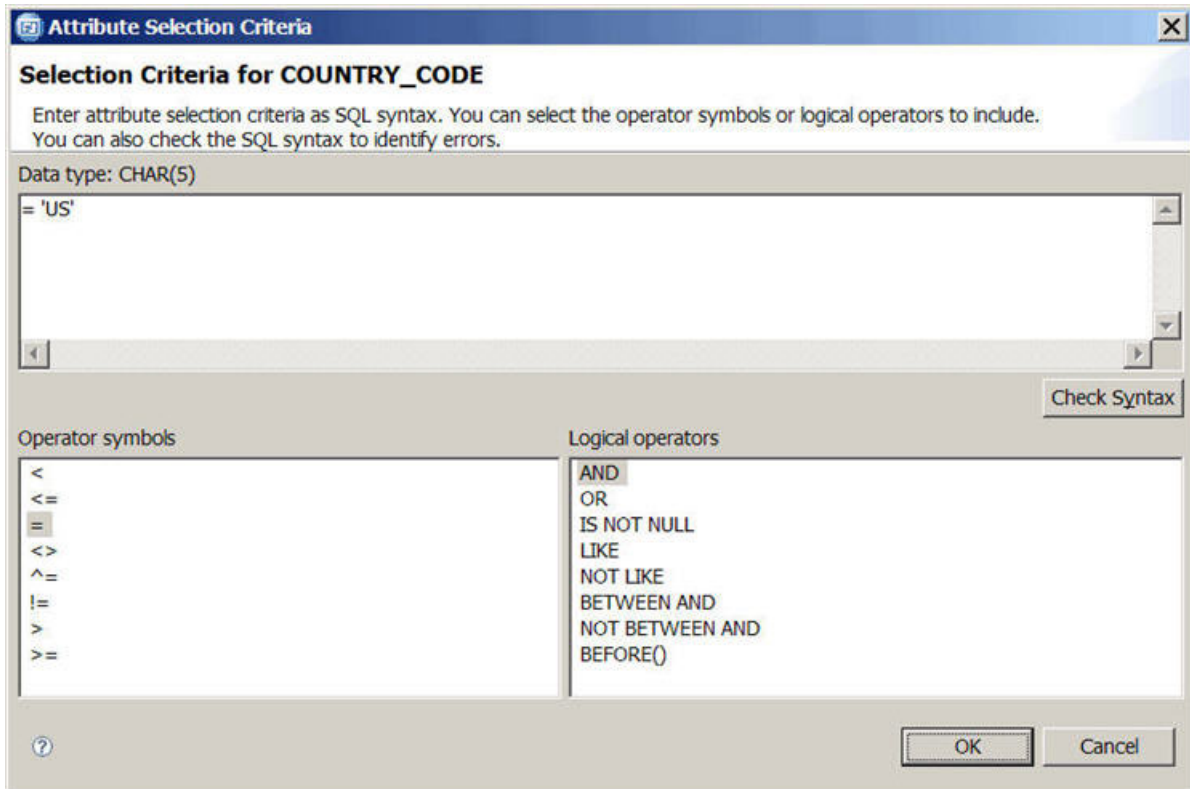 Attribute Selection Criteria
Selection Criteria for COUNTRY_CODE
Enter attribute selection criteria as SQL syntax. You can select the operator symbols or logical operators to include.
You can also check the SQL syntax to identify errors.
Data type: CHAR(5)
= 'US'
Check Syntax
Operator symbols
<
<=
=
<>
^=
!=
>
>=
Logical operators
AND
OR
IS NOT NULL
LIKE
NOT LIKE
BETWEEN AND
NOT BETWEEN AND
BEFORE()
?
OK
Cancel